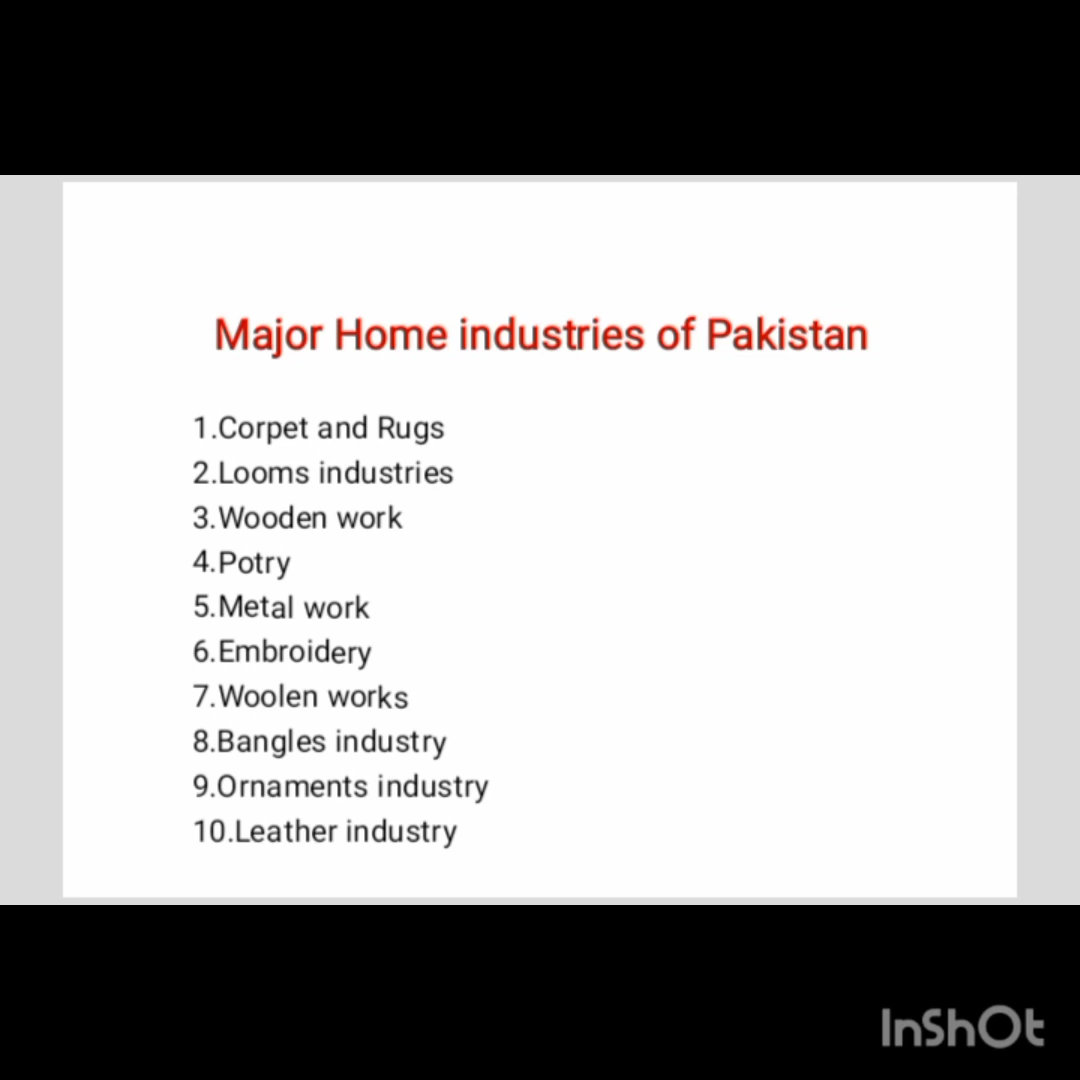 Major Home industries of Pakistan
1.Corpet and Rugs
2.Looms industries
3.Wooden work
4.Potry
5.Metal work
6.Embroidery
7.Woolen works
8.Bangles industry
9.Ornaments industry
10.Leather industry
InShOt